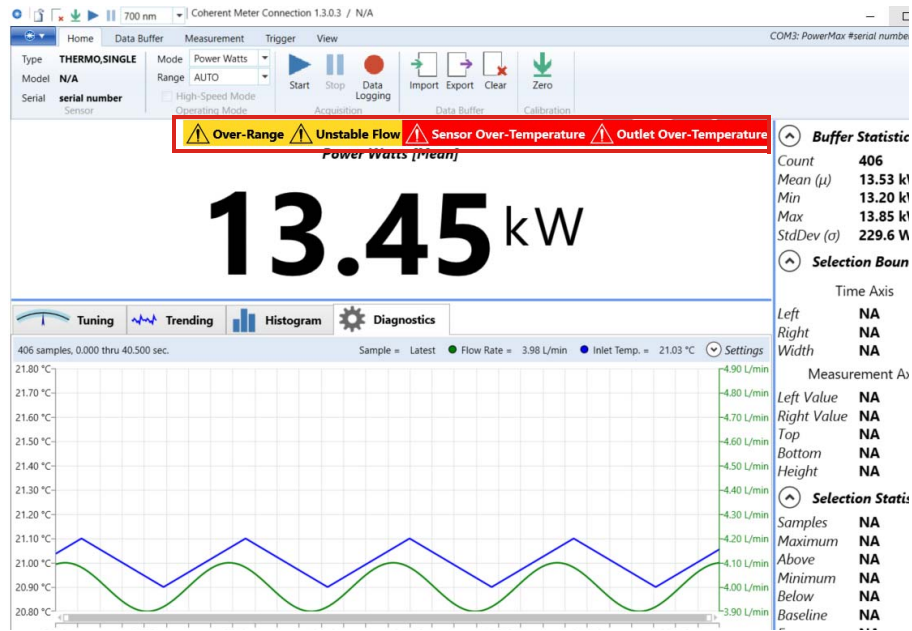 700 nm Coherent Meter Connection 1.3.0.3 / N/A
Home Data Buffer Measurement Trigger View COM3: PowerMax #serial number
Type THERMO,SINGLE Mode Power Watts
Model N/A Range AUTO
Serial serial number High-Speed Mode
Start Stop Data Logging Import Export Clear Zero
Sensor Operating Mode Acquisition Data Buffer Calibration
Over-Range Unstable Flow Sensor Over-Temperature Outlet Over-Temperature
Power Watts [Mean]
13.45 kW
Tuning Trending Histogram Diagnostics
406 samples, 0.000 thru 40.500 sec. Sample = Latest Flow Rate = 3.98 L/min Inlet Temp. = 21.03 °C Settings
21.80 °C 4.90 L/min
21.70 °C 4.80 L/min
21.60 °C 4.70 L/min
21.50 °C 4.60 L/min
21.40 °C 4.50 L/min
21.30 °C 4.40 L/min
21.20 °C 4.30 L/min
21.10 °C 4.20 L/min
21.00 °C 4.10 L/min
20.90 °C 4.00 L/min
20.80 °C 3.90 L/min
Buffer Statistic
Count 406
Mean (µ) 13.53 kW
Min 13.20 kW
Max 13.85 kW
StdDev (σ) 229.6 W
Selection Boun
Time Axis
Left NA
Right NA
Width NA
Measurement Ax
Left Value NA
Right Value NA
Top NA
Bottom NA
Height NA
Selection Statis
Samples NA
Maximum NA
Above NA
Minimum NA
Below NA
Baseline NA